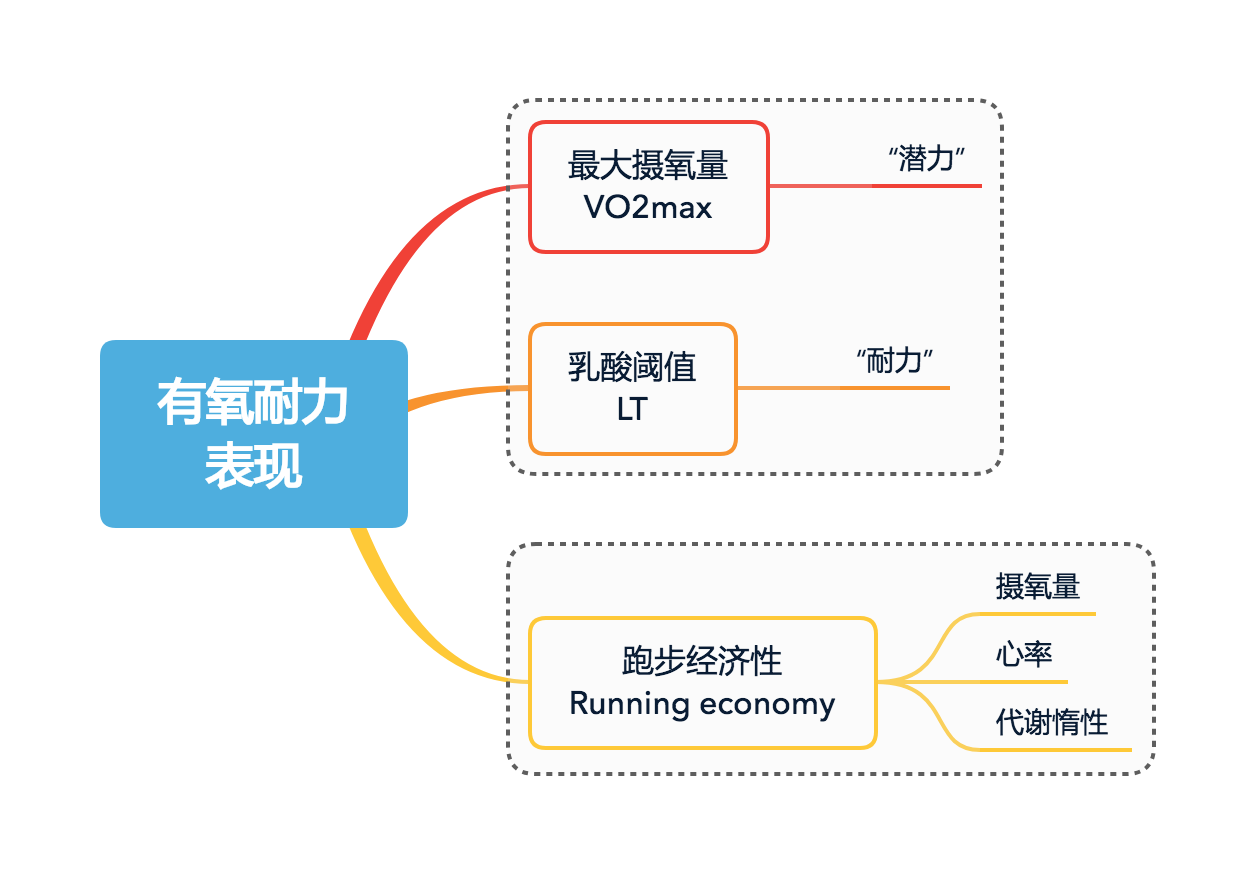 最大摄氧量
VO2max
“潜力”
乳酸阈值
LT
“耐力”
有氧耐力
表现
跑步经济性
Running economy
摄氧量
心率
代谢惰性